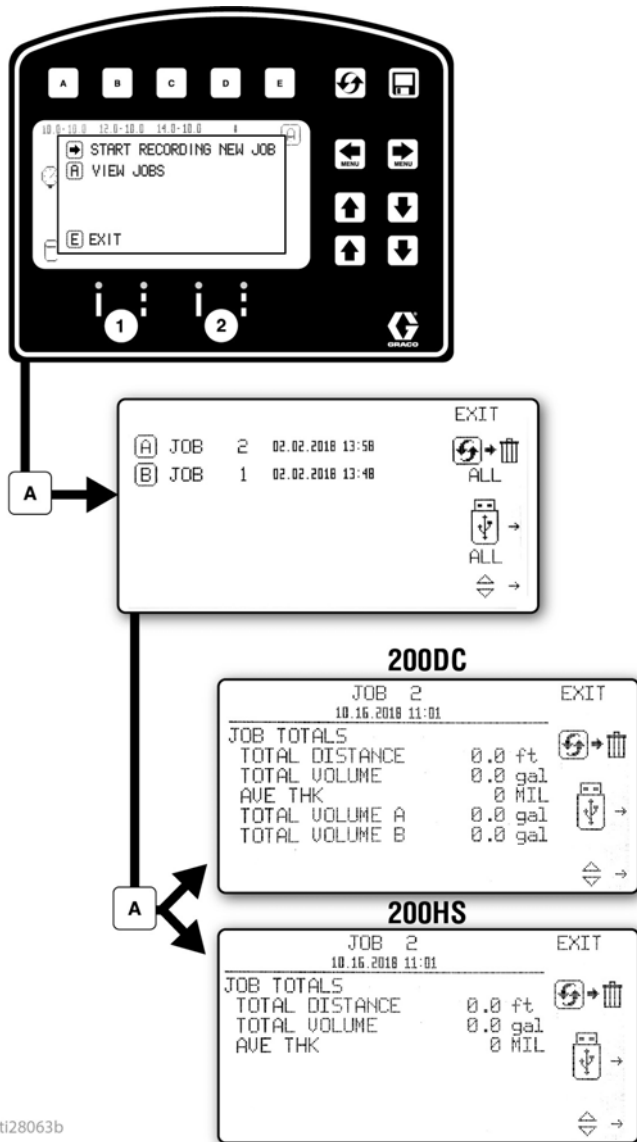 A B C D E
10.0-10.0 12.0-10.0 14.0-10.0 A
START RECORDING NEW JOB
MENU MENU
A VIEW JOBS
E EXIT
1 2
GRACO
EXIT
A JOB 2 02.02.2018 13:58
ALL
B JOB 1 02.02.2018 13:48
A
ALL
200DC
JOB 2 EXIT
10.16.2018 11:01
JOB TOTALS
TOTAL DISTANCE 0.0 ft
TOTAL VOLUME 0.0 gal
AVE THK 0 MIL
TOTAL VOLUME A 0.0 gal
TOTAL VOLUME B 0.0 gal
A
200HS
JOB 2 EXIT
10.16.2018 11:01
JOB TOTALS
TOTAL DISTANCE 0.0 ft
TOTAL VOLUME 0.0 gal
AVE THK 0 MIL
ti28063b